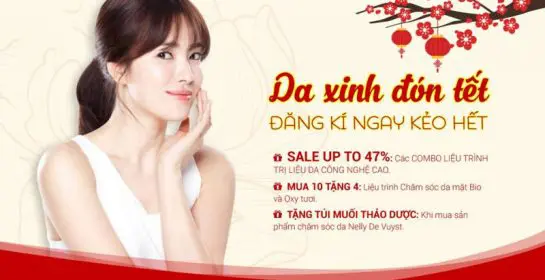 Da xinh đón tết
ĐĂNG KÍ NGAY KẺO HẾT
SALE UP TO 47%: Các COMBO LIỆU TRÌNH
TRỊ LIỆU DA CÔNG NGHỆ CAO.
MUA 10 TẶNG 4: Liệu trình Chăm sóc da mặt Bio
và Oxy tươi.
TẶNG TÚI MUỐI THẢO DƯỢC: Khi mua sản
phẩm chăm sóc da Nelly De Vuyst.